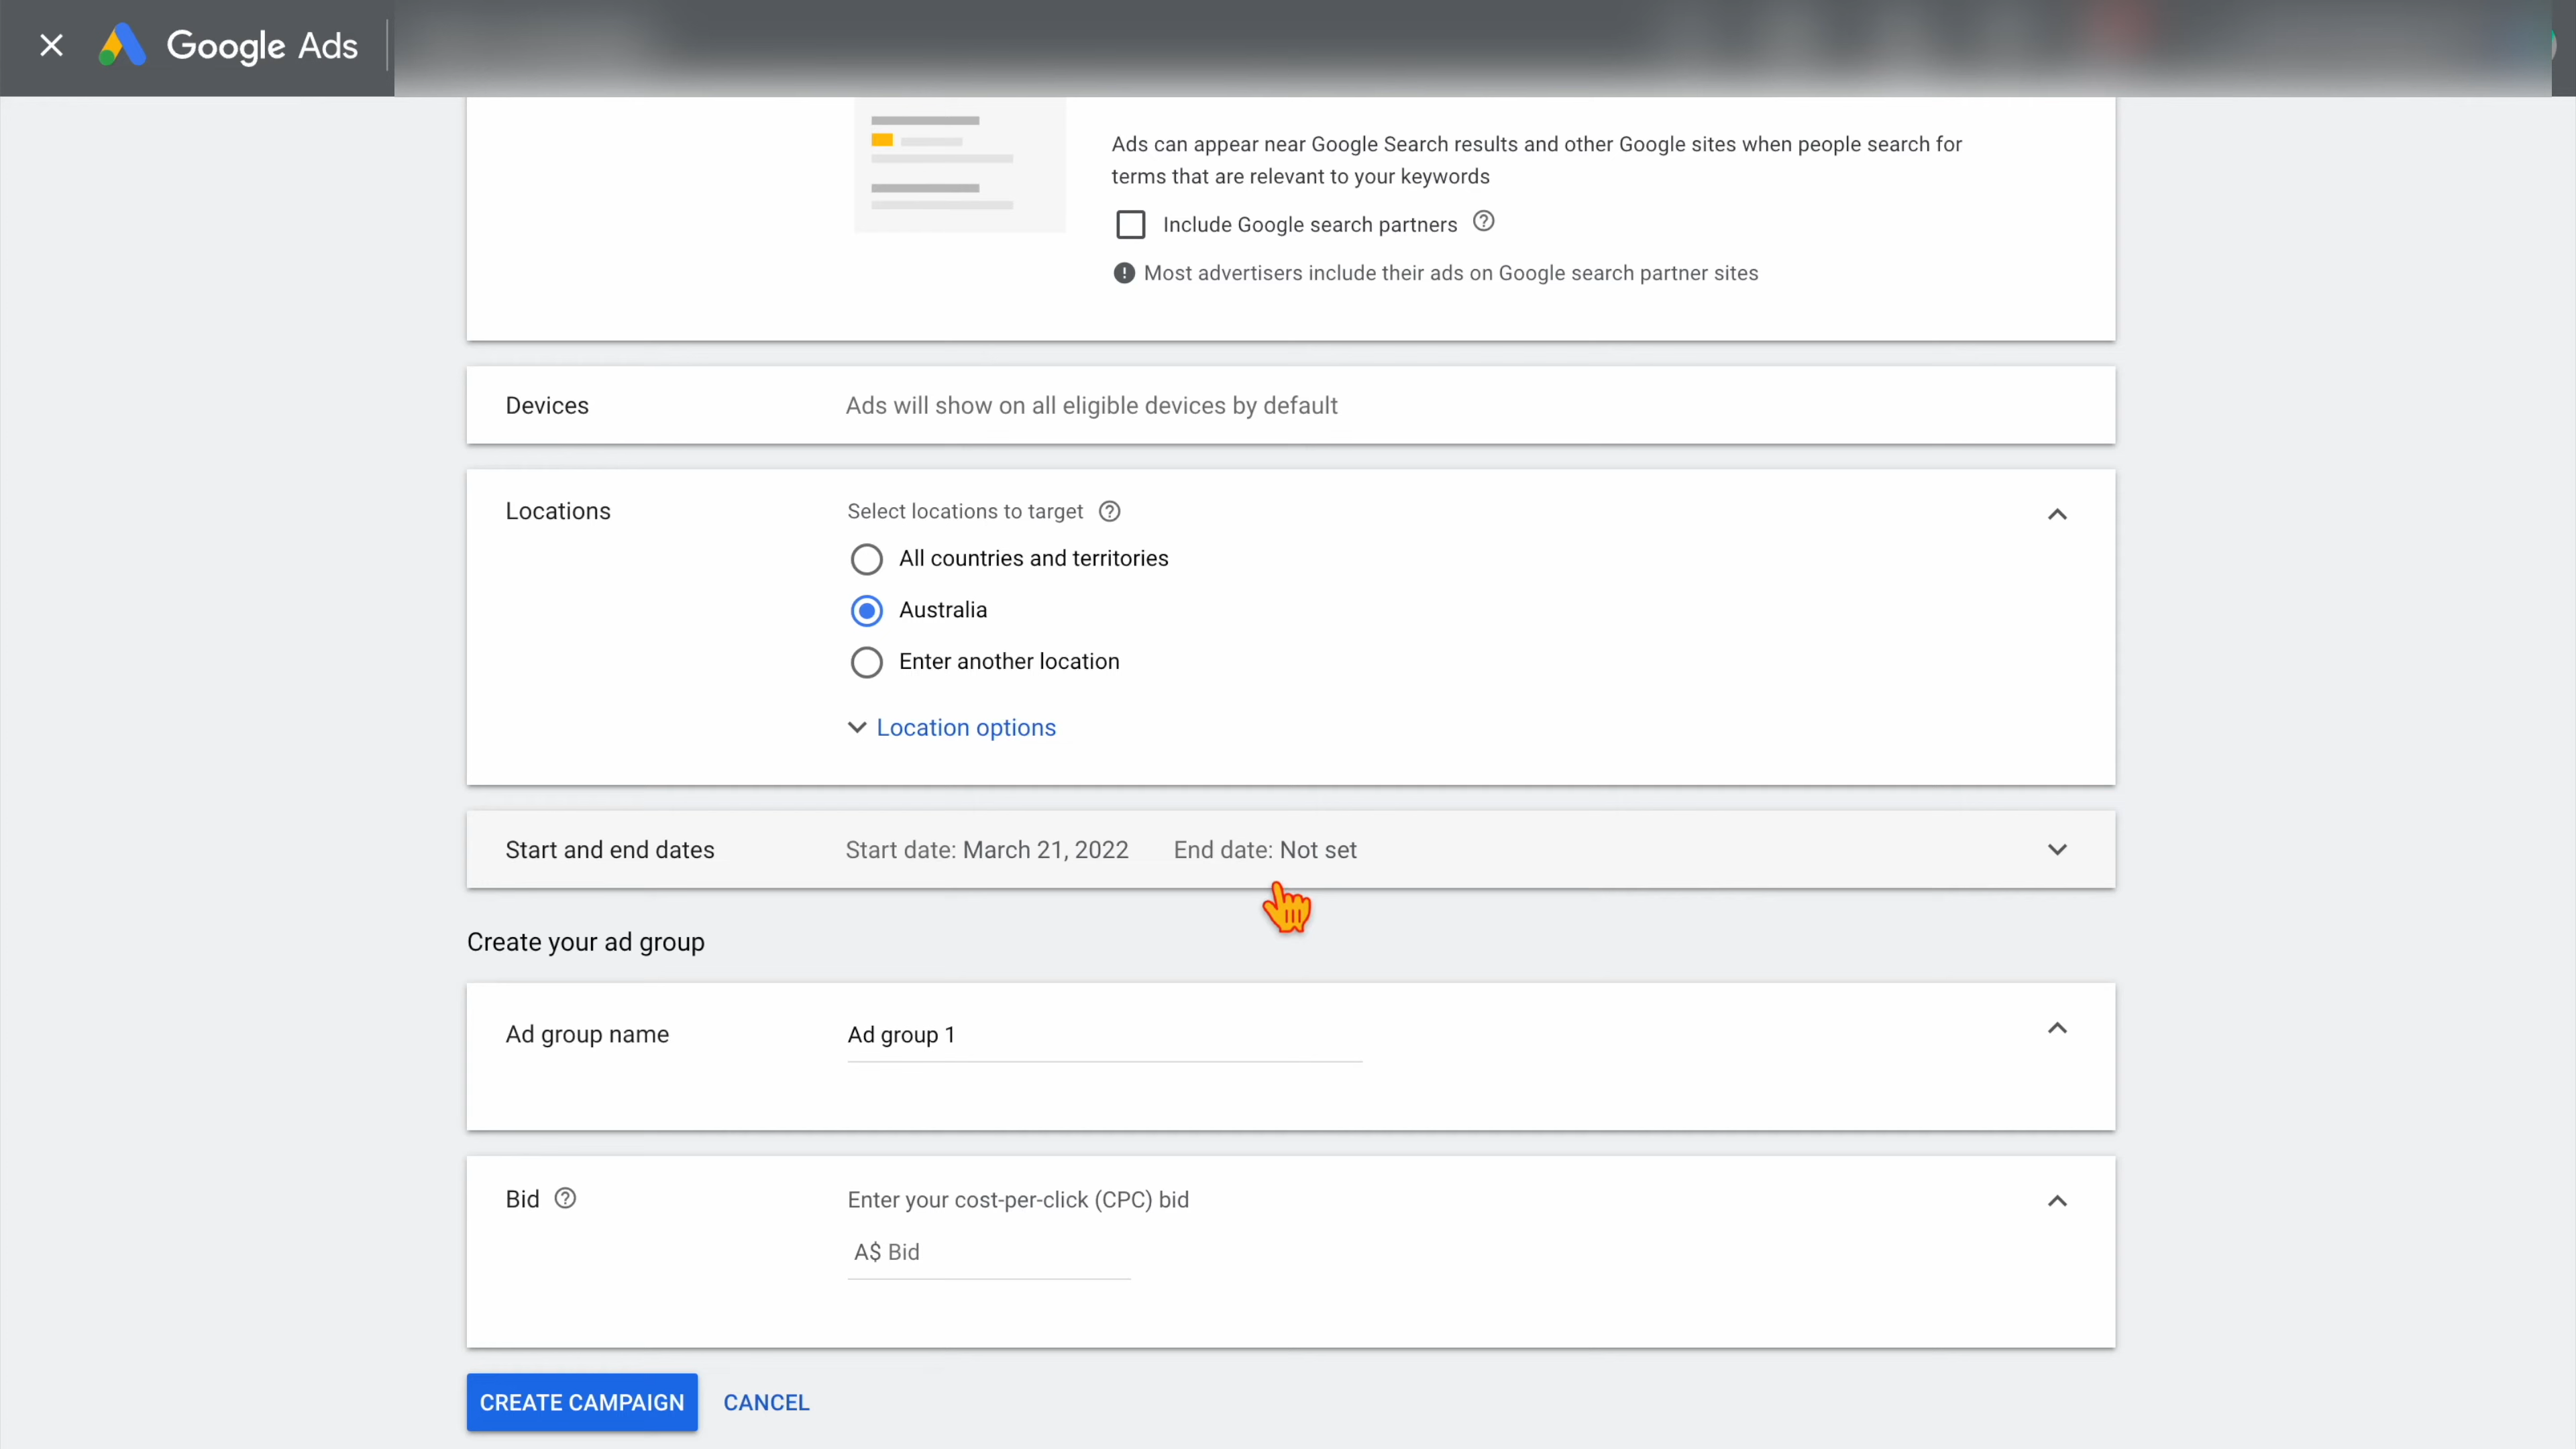 Google Ads
Ads can appear near Google Search results and other Google sites when people search for
terms that are relevant to your keywords
Include Google search partners
Most advertisers include their ads on Google search partner sites
Devices
Ads will show on all eligible devices by default
Locations
Select locations to target
All countries and territories
Australia
Enter another location
Location options
Start and end dates
Start date: March 21, 2022
End date: Not set
Create your ad group
Ad group name
Ad group 1
Bid
Enter your cost-per-click (CPC) bid
A$ Bid
CREATE CAMPAIGN
CANCEL